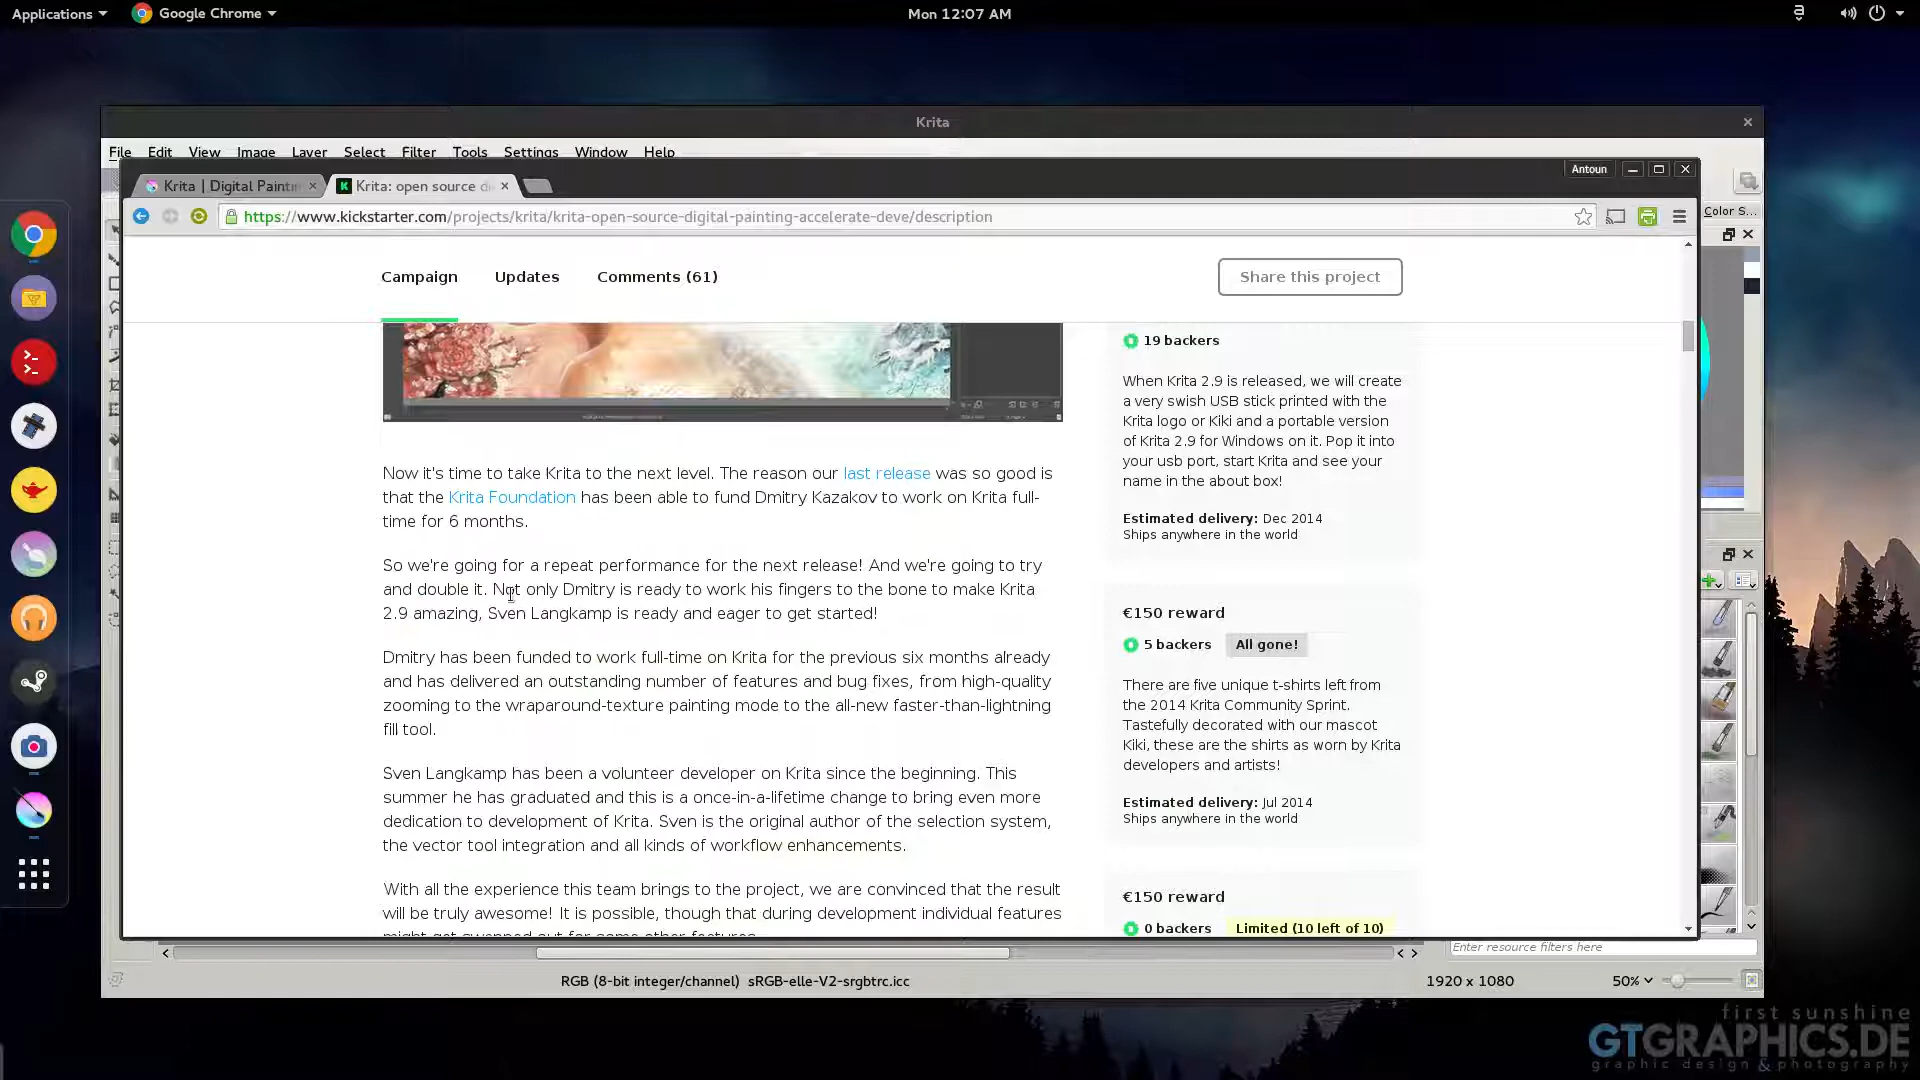 Applications
Google Chrome
Mon 12:07 AM
Krita
File Edit View Image Layer Select Filter Tools Settings Window Help
Antoun
Krita | Digital Painti
Krita: open source di
https://www.kickstarter.com/projects/krita/krita-open-source-digital-painting-accelerate-deve/description
Color S...
Campaign Updates Comments (61)
Share this project
Now it's time to take Krita to the next level. The reason our last release was so good is
that the Krita Foundation has been able to fund Dmitry Kazakov to work on Krita full-
time for 6 months.
So we're going for a repeat performance for the next release! And we're going to try
and double it. Not only Dmitry is ready to work his fingers to the bone to make Krita
2.9 amazing, Sven Langkamp is ready and eager to get started!
Dmitry has been funded to work full-time on Krita for the previous six months already
and has delivered an outstanding number of features and bug fixes, from high-quality
zooming to the wraparound-texture painting mode to the all-new faster-than-lightning
fill tool.
Sven Langkamp has been a volunteer developer on Krita since the beginning. This
summer he has graduated and this is a once-in-a-lifetime change to bring even more
dedication to development of Krita. Sven is the original author of the selection system,
the vector tool integration and all kinds of workflow enhancements.
With all the experience this team brings to the project, we are convinced that the result
will be truly awesome! It is possible, though that during development individual features
might get swapped out for some other features.
19 backers
When Krita 2.9 is released, we will create
a very swish USB stick printed with the
Krita logo or Kiki and a portable version
of Krita 2.9 for Windows on it. Pop it into
your usb port, start Krita and see your
name in the about box!
Estimated delivery: Dec 2014
Ships anywhere in the world
€150 reward
5 backers All gone!
There are five unique t-shirts left from
the 2014 Krita Community Sprint.
Tastefully decorated with our mascot
Kiki, these are the shirts as worn by Krita
developers and artists!
Estimated delivery: Jul 2014
Ships anywhere in the world
€150 reward
0 backers Limited (10 left of 10)
Enter resource filters here
RGB (8-bit integer/channel) sRGB-elle-V2-srgbtrc.icc
1920 x 1080
50%
first sunshine
GTGRAPHICS.DE
graphic design & photography